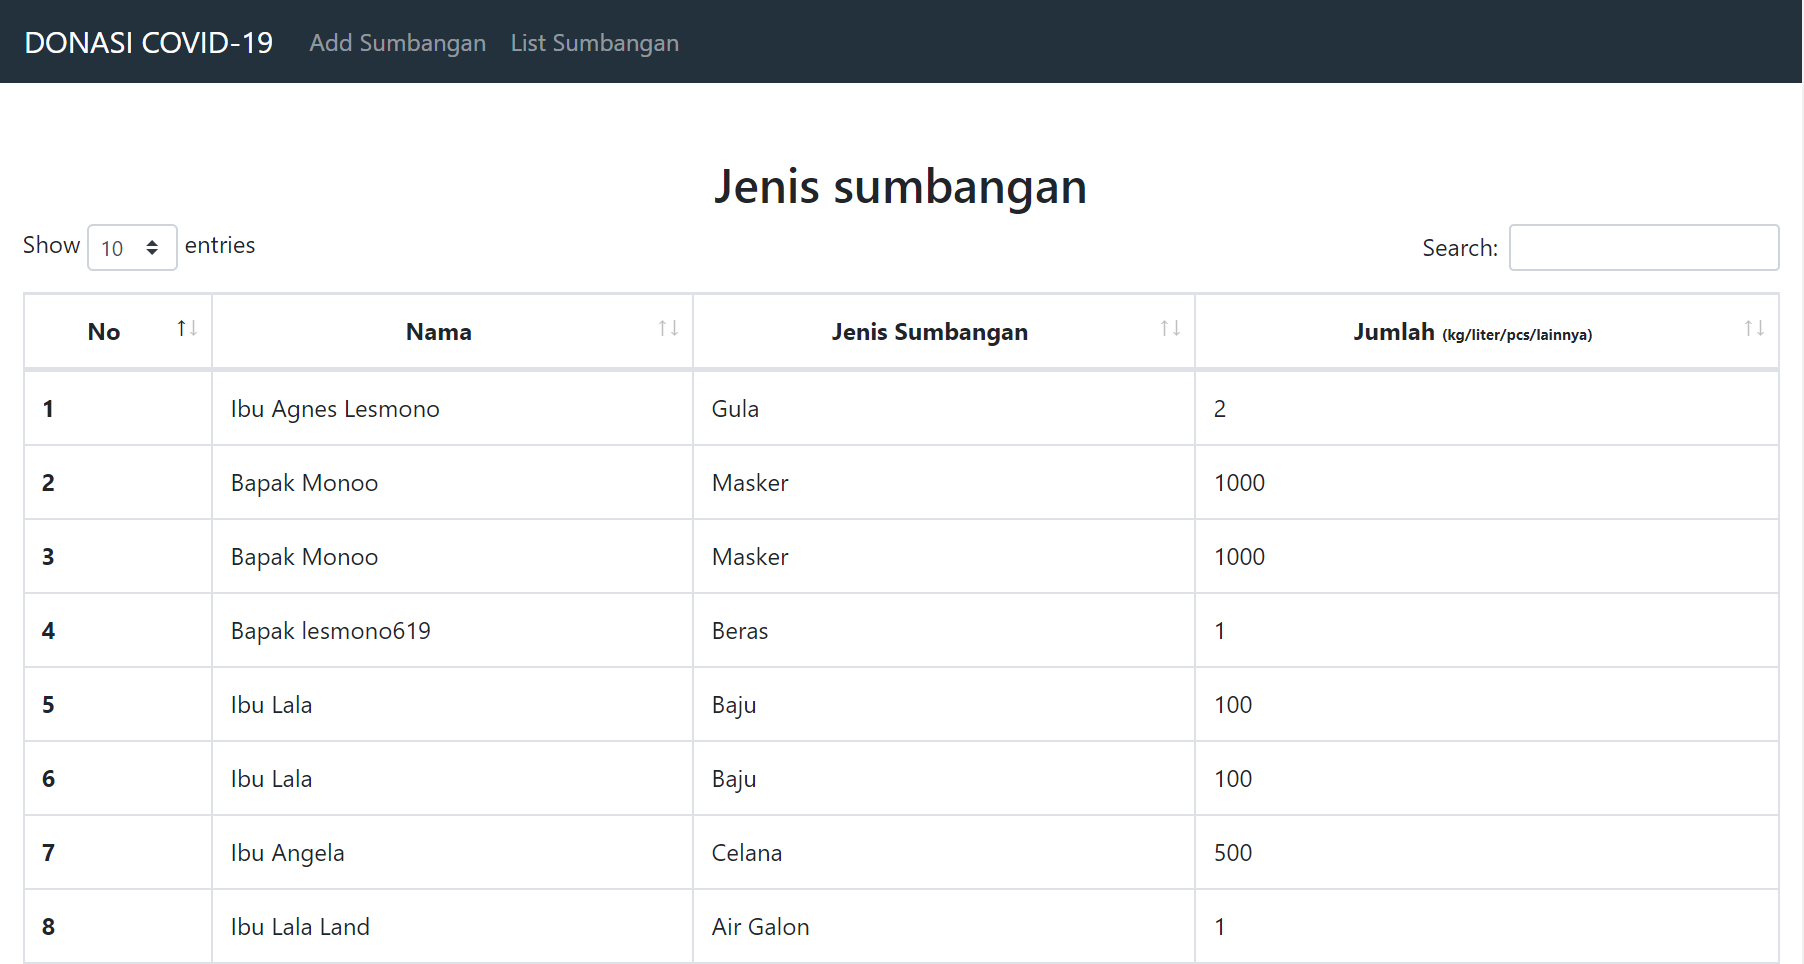 DONASI COVID-19 Add Sumbangan List Sumbangan
Jenis sumbangan
Show 10 entries Search:
No Nama Jenis Sumbangan Jumlah (kg/liter/pcs/lainnya)
1 Ibu Agnes Lesmono Gula 2
2 Bapak Monoo Masker 1000
3 Bapak Monoo Masker 1000
4 Bapak lesmono619 Beras 1
5 Ibu Lala Baju 100
6 Ibu Lala Baju 100
7 Ibu Angela Celana 500
8 Ibu Lala Land Air Galon 1